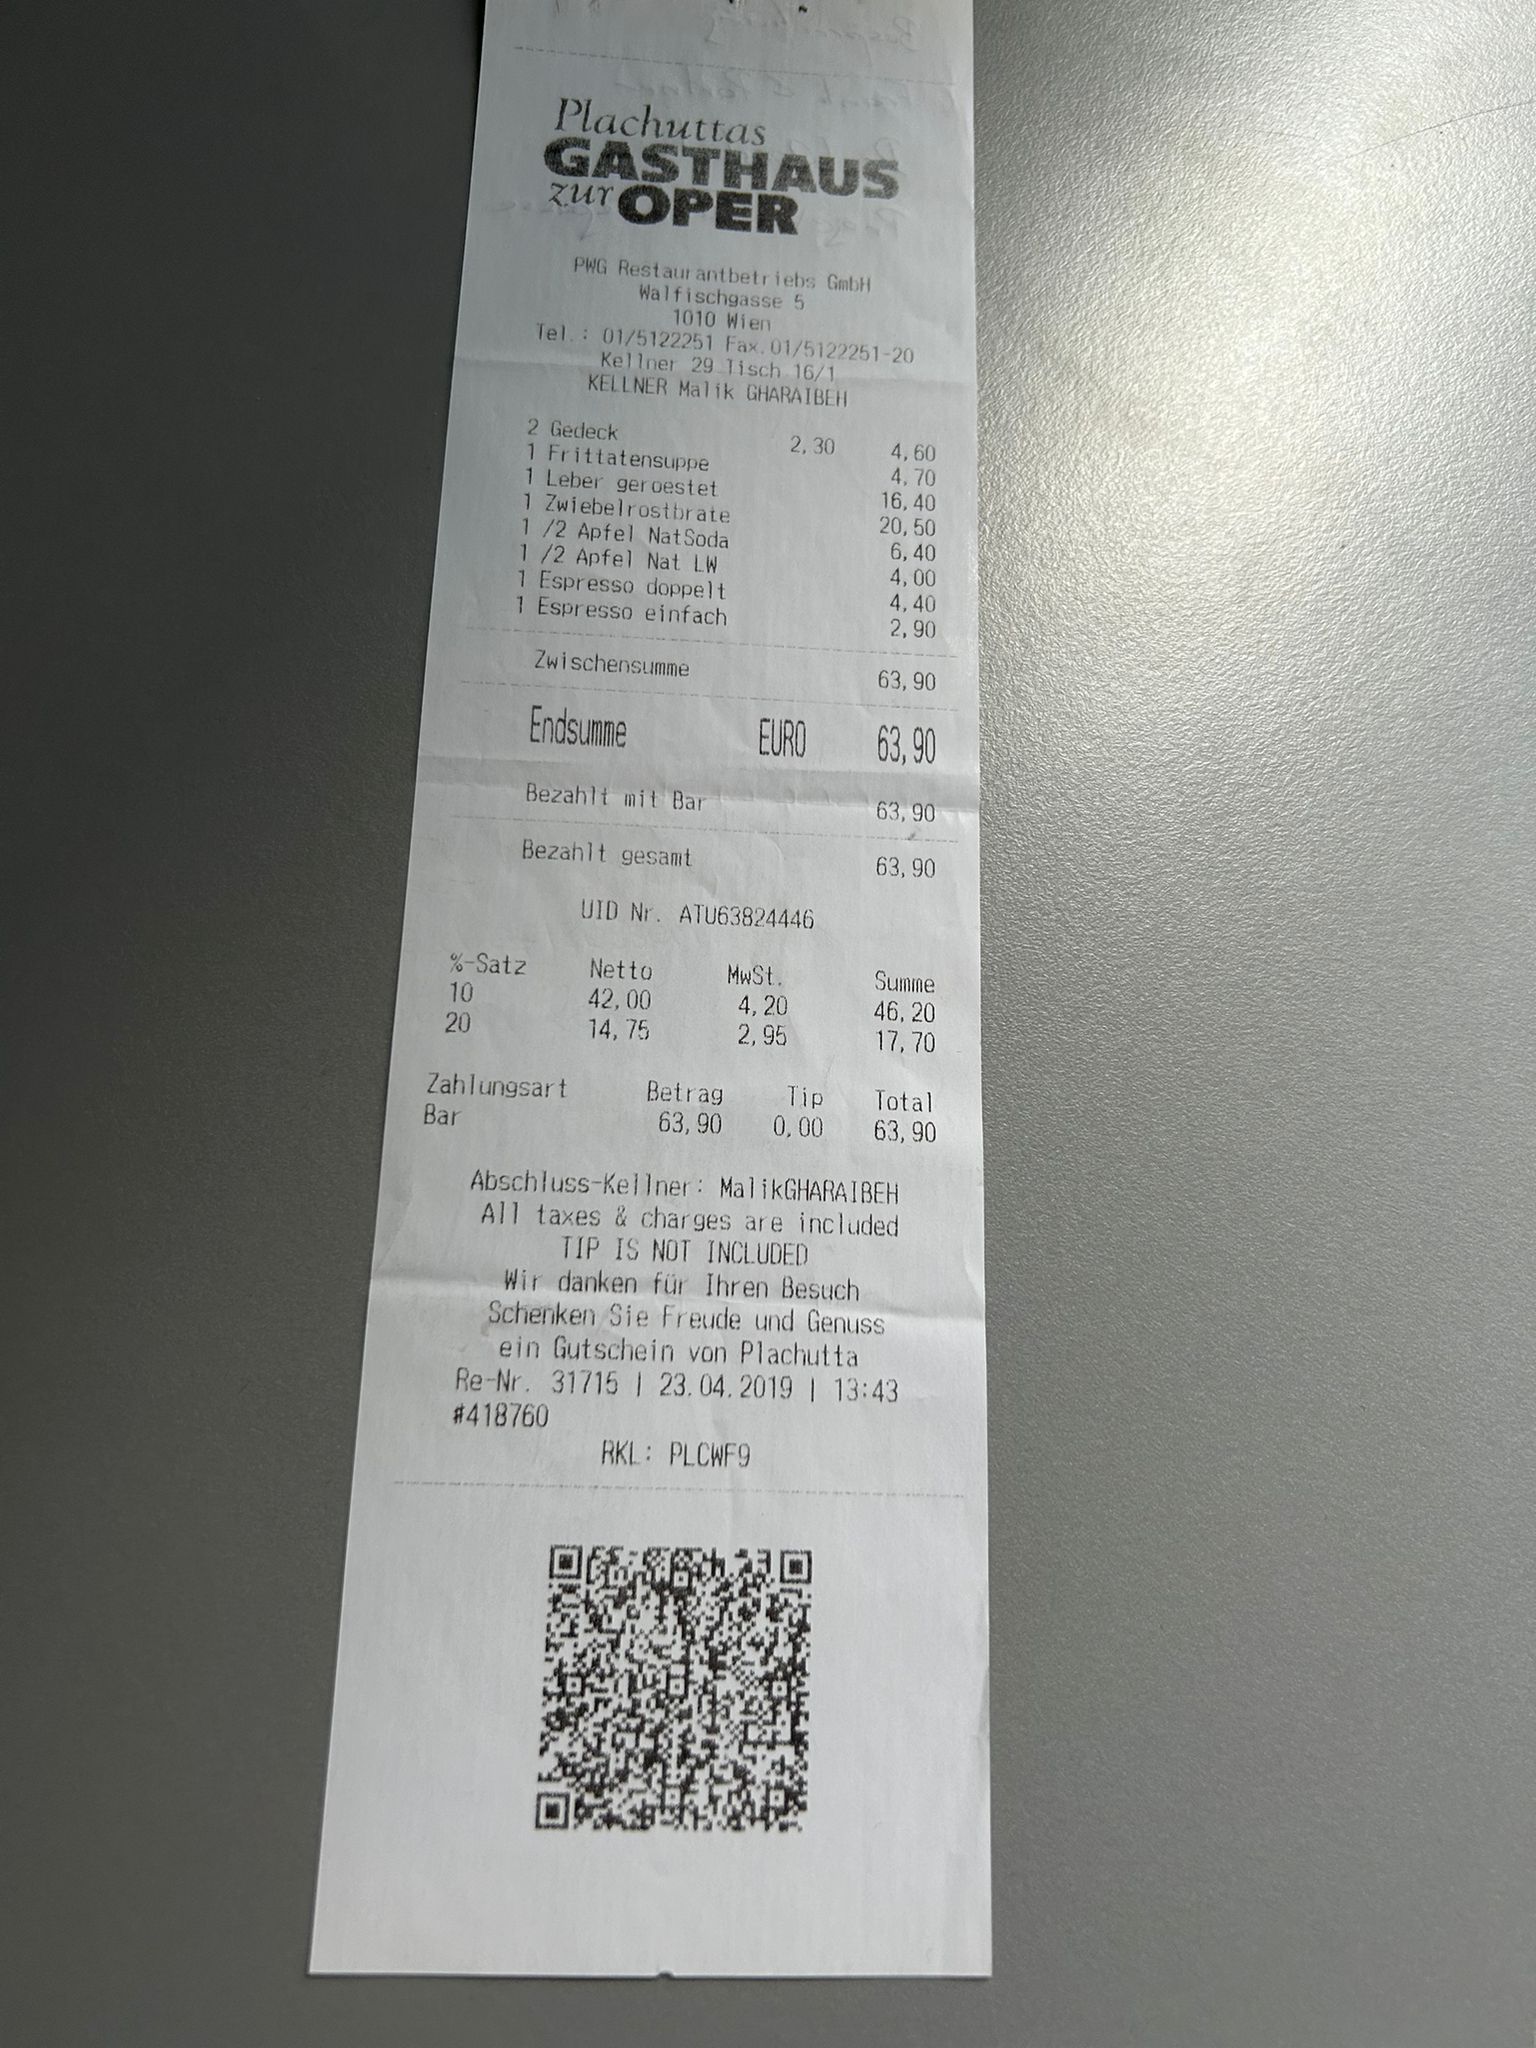 Plachuttas
GASTHAUS
zur OPER
PWG Restaurantbetriebs GmbH
Walfischgasse 5
1010 Wien
Tel.: 01/5122251 Fax.01/5122251-20
Kellner 29 Tisch 16/1
KELLNER Malik GHARAIBEH
2 Gedeck 2,30 4,60
1 Frittatensuppe 4,70
1 Leber geroestet 16,40
1 Zwiebelrostbrate 20,50
1 /2 Apfel NatSoda 6,40
1 /2 Apfel Nat LW 4,00
1 Espresso doppelt 4,40
1 Espresso einfach 2,90
Zwischensumme 63,90
Endsumme EURO 63,90
Bezahlt mit Bar 63,90
Bezahlt gesamt 63,90
UID Nr. ATU63824446
%-Satz Netto MwSt. Summe
10 42,00 4,20 46,20
20 14,75 2,95 17,70
Zahlungsart Betrag Tip Total
Bar 63,90 0,00 63,90
Abschluss-Kellner: MalikGHARAIBEH
All taxes & charges are included
TIP IS NOT INCLUDED
Wir danken für Ihren Besuch
Schenken Sie Freude und Genuss
ein Gutschein von Plachutta
Re-Nr. 31715 | 23.04.2019 | 13:43
#418760
RKL: PLCWF9